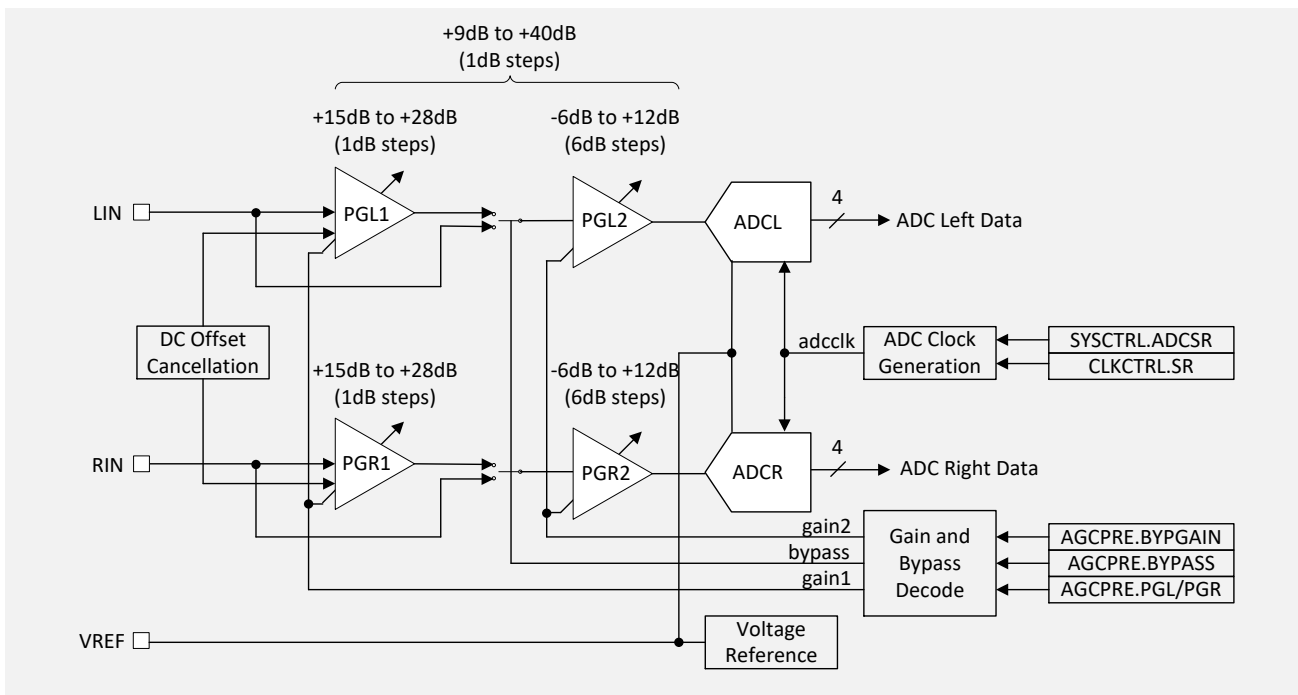 +9dB to +40dB
(1dB steps)
+15dB to +28dB
(1dB steps)
-6dB to +12dB
(6dB steps)
LIN
PGL1
PGL2
ADCL
4
ADC Left Data
DC Offset
Cancellation
adcclk
ADC Clock
Generation
SYSCTRL.ADCSR
CLKCTRL.SR
+15dB to +28dB
(1dB steps)
-6dB to +12dB
(6dB steps)
RIN
PGR1
PGR2
ADCR
4
ADC Right Data
gain2
bypass
gain1
Gain and
Bypass
Decode
AGCPRE.BYPGAIN
AGCPRE.BYPASS
AGCPRE.PGL/PGR
VREF
Voltage
Reference